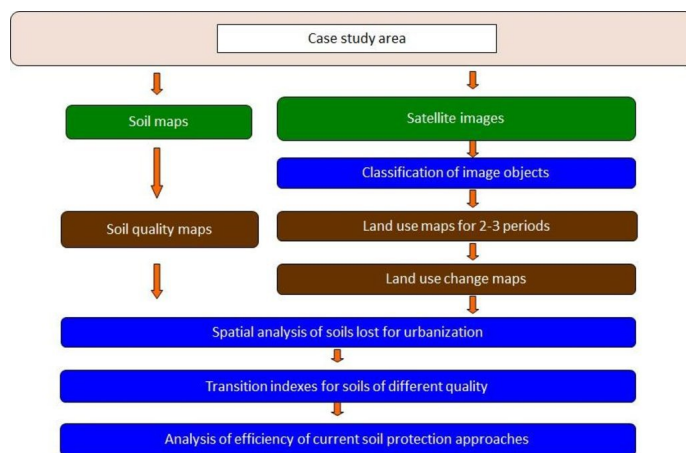 Case study area
Soil maps
Satellite images
Classification of image objects
Soil quality maps
Land use maps for 2-3 periods
Land use change maps
Spatial analysis of soils lost for urbanization
Transition indexes for soils of different quality
Analysis of efficiency of current soil protection approaches